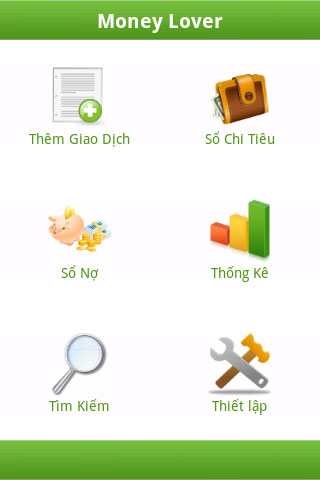 Money Lover
Thêm Giao Dịch
Sổ Chi Tiêu
Sổ Nợ
Thống Kê
Tìm Kiếm
Thiết lập